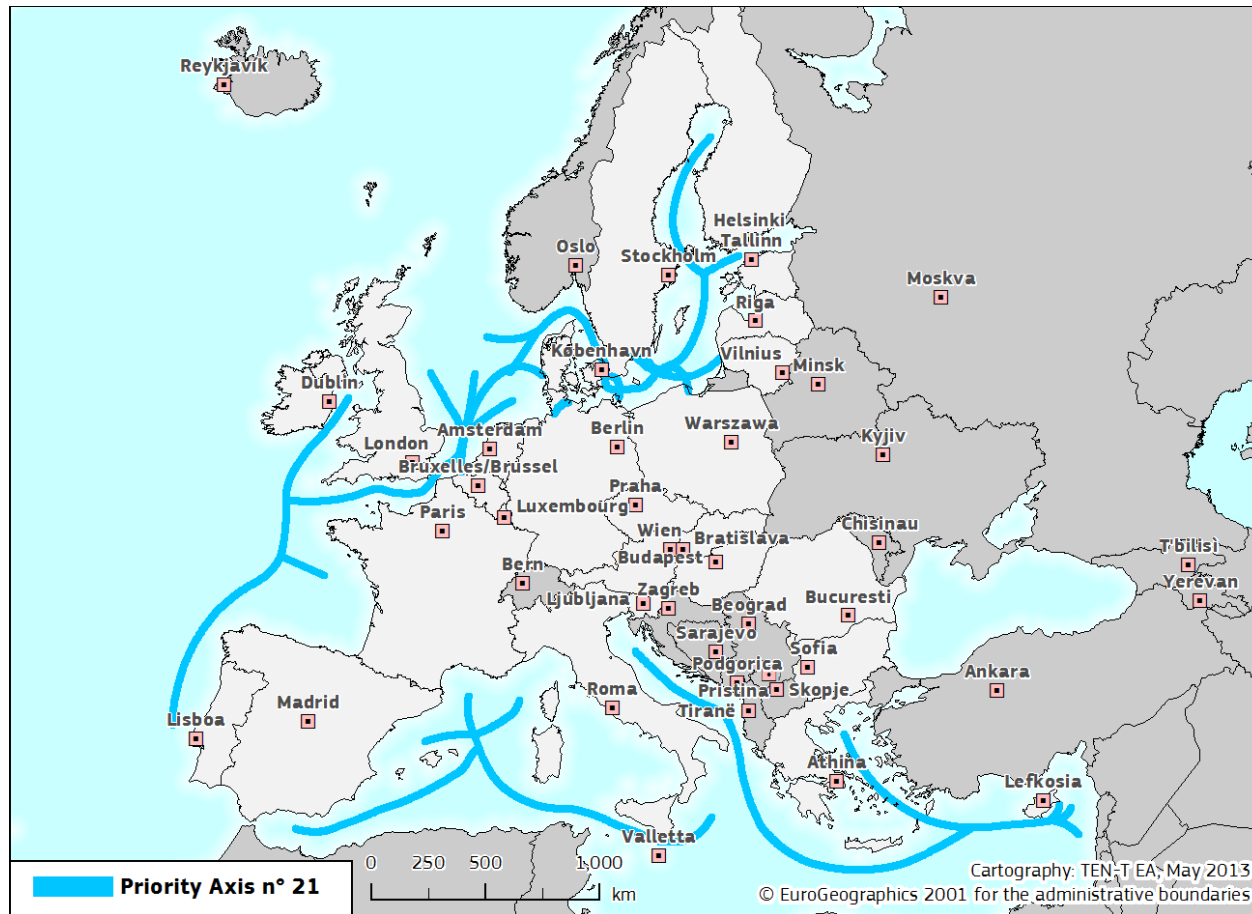 Reykjavík
Helsinki
Tallinn
Oslo
Stockholm
Moskva
Riga
København
Vilnius
Minsk
Dublin
Amsterdam
Berlin
Warszawa
Kyjiv
London
Bruxelles/Brüssel
Praha
Luxembourg
Paris
Wien
Bratislava
Chisinau
Budapest
T'bilisi
Bern
Yerevan
Ljubljana
Zagreb
Beograd
Bucuresti
Sarajevo
Sofia
Podgorica
Ankara
Madrid
Roma
Pristina
Skopje
Lisboa
Tiranë
Athina
Lefkosia
Valletta
0 250 500 1,000
km
Priority Axis n° 21
Cartography: TEN-T EA, May 2013
© EuroGeographics 2001 for the administrative boundaries